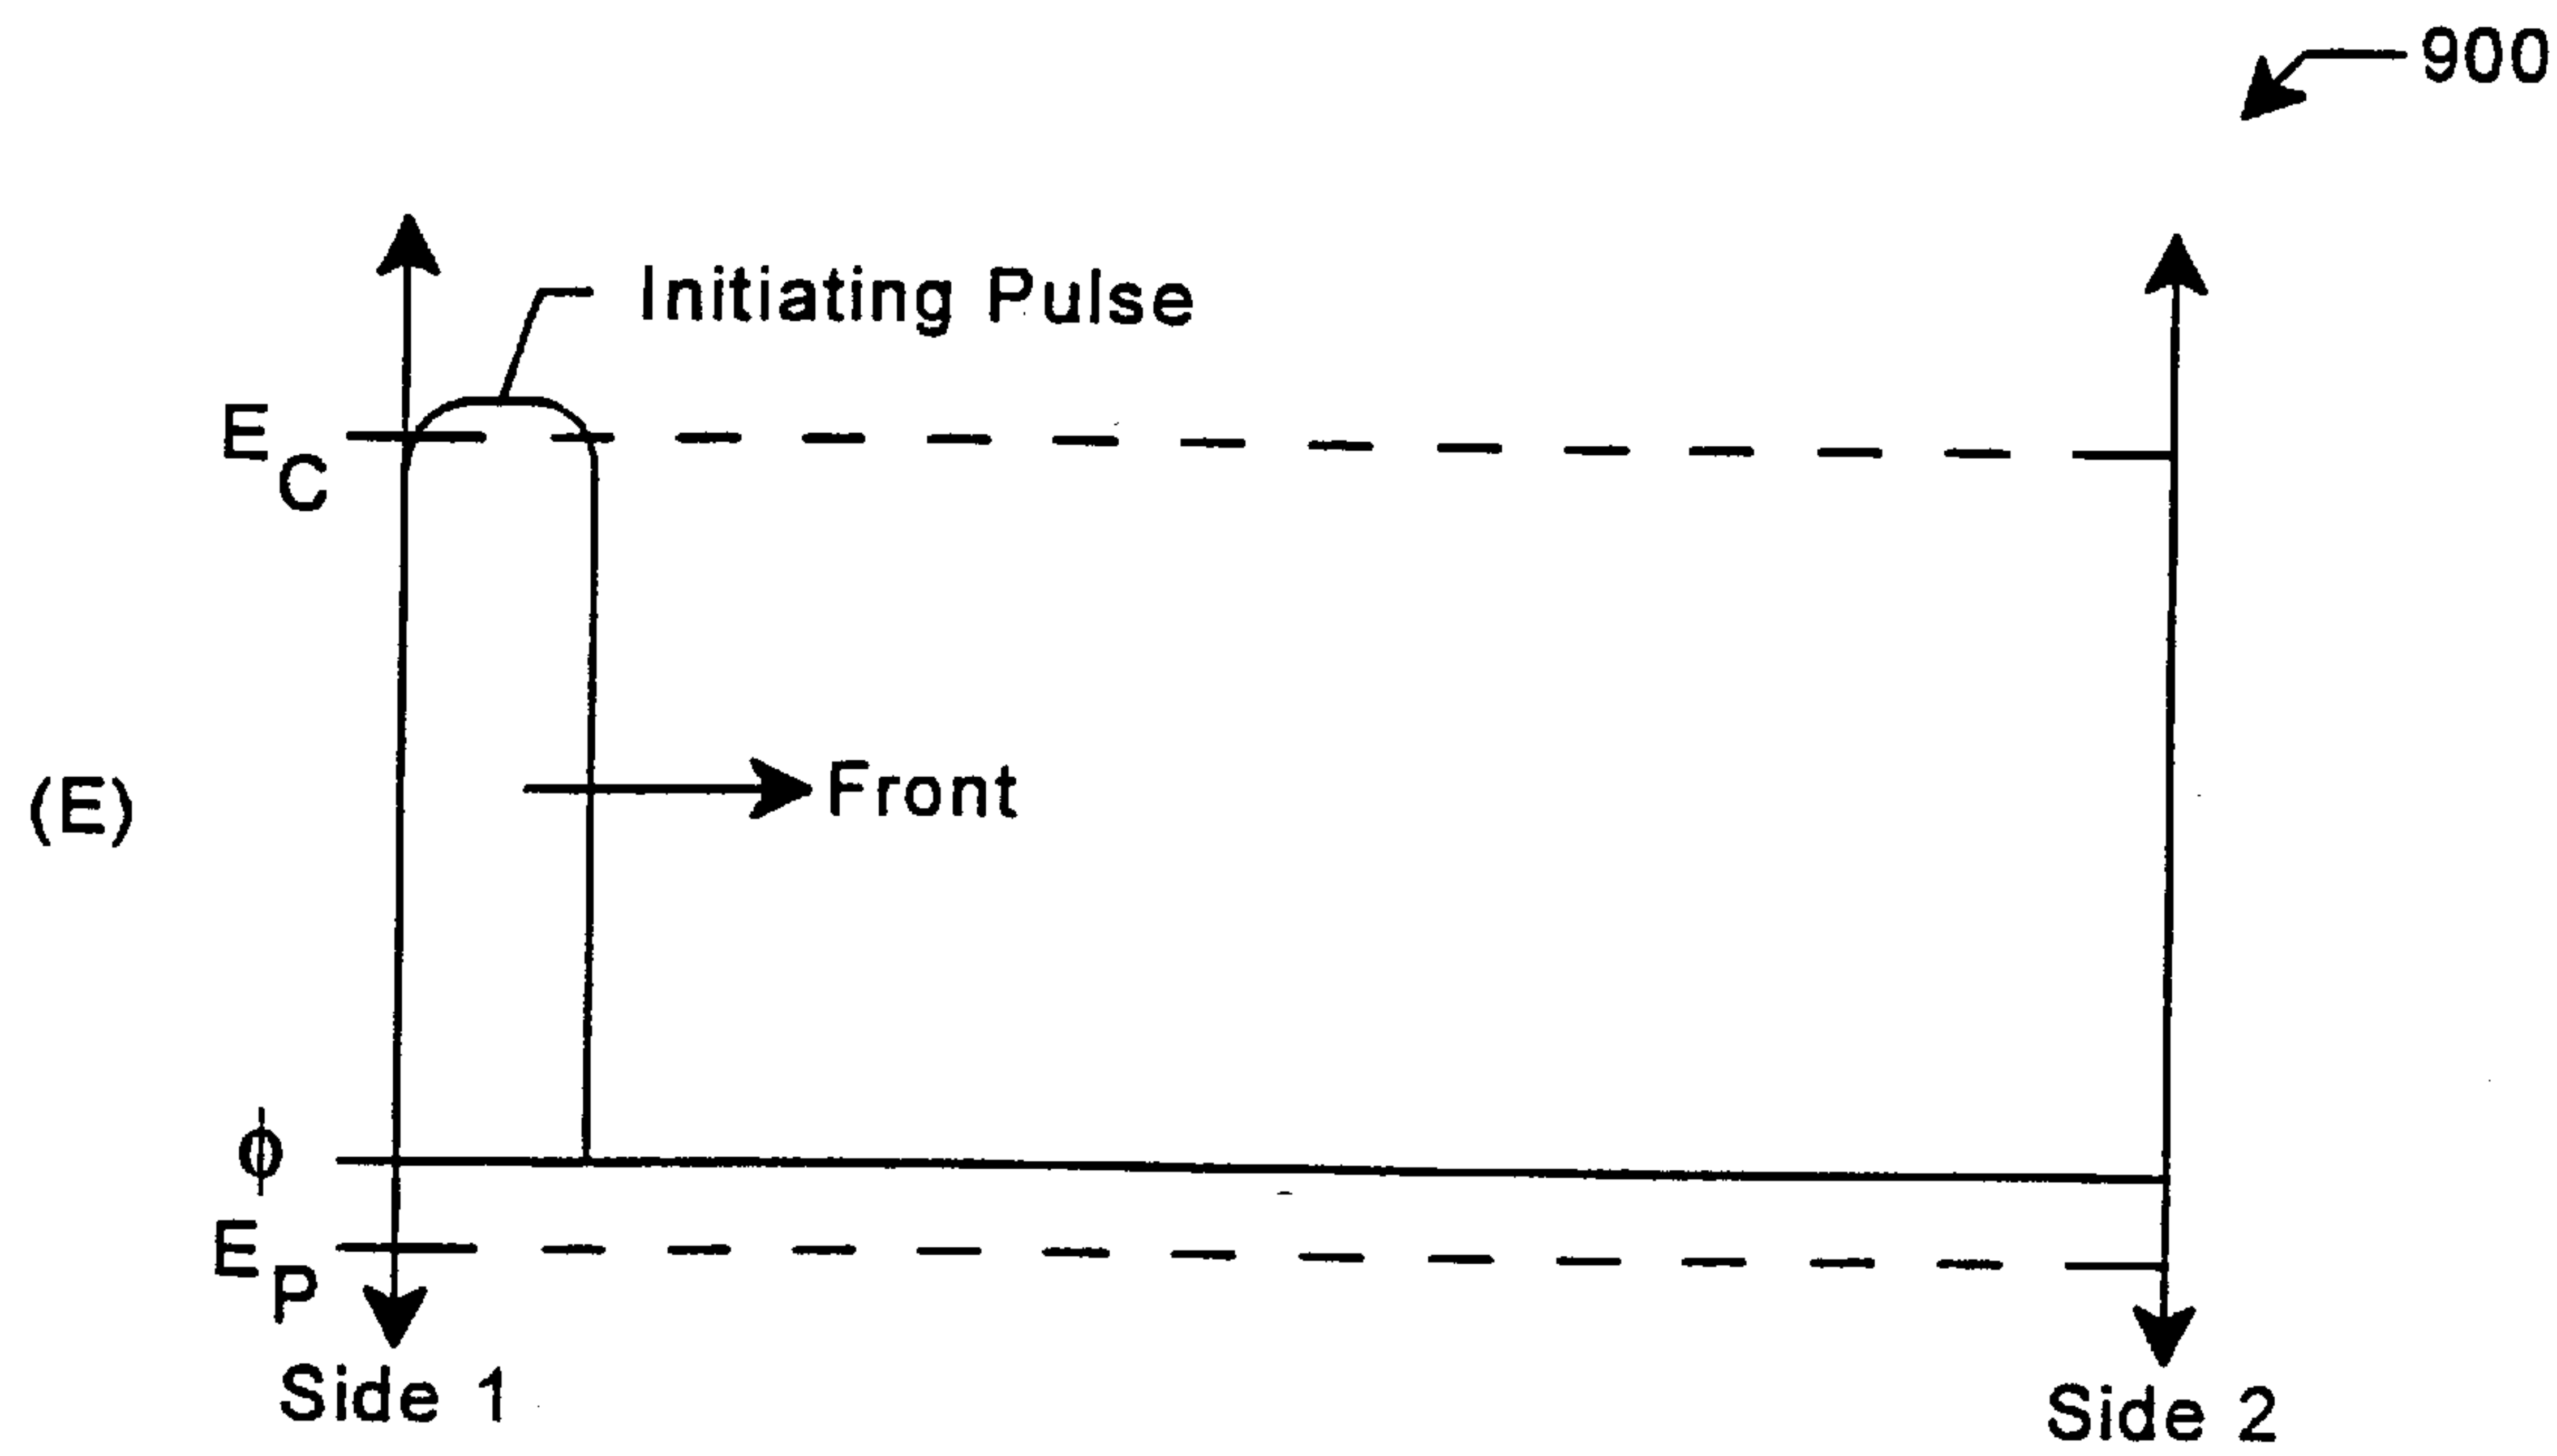 900
Initiating Pulse
E_C
(E)
Front
ϕ
E_P
Side 1
Side 2